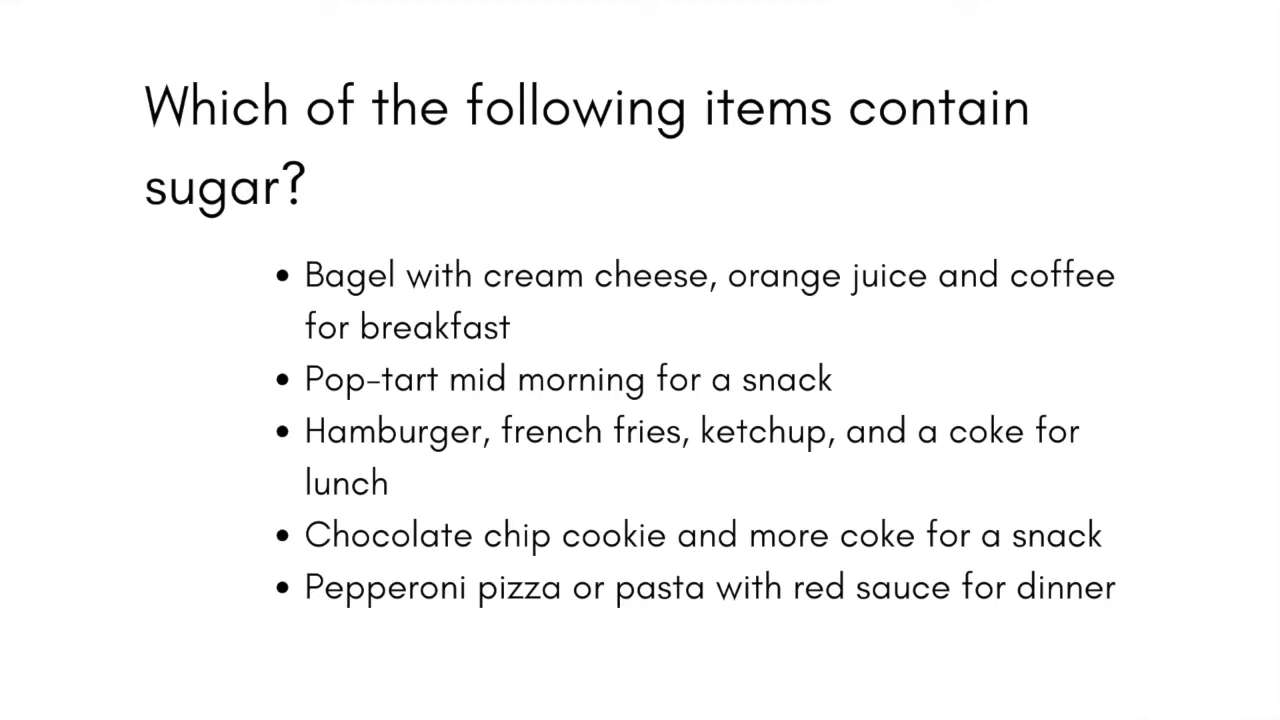 Which of the following items contain
sugar?
• Bagel with cream cheese, orange juice and coffee
for breakfast
• Pop-tart mid morning for a snack
• Hamburger, french fries, ketchup, and a coke for
lunch
• Chocolate chip cookie and more coke for a snack
• Pepperoni pizza or pasta with red sauce for dinner